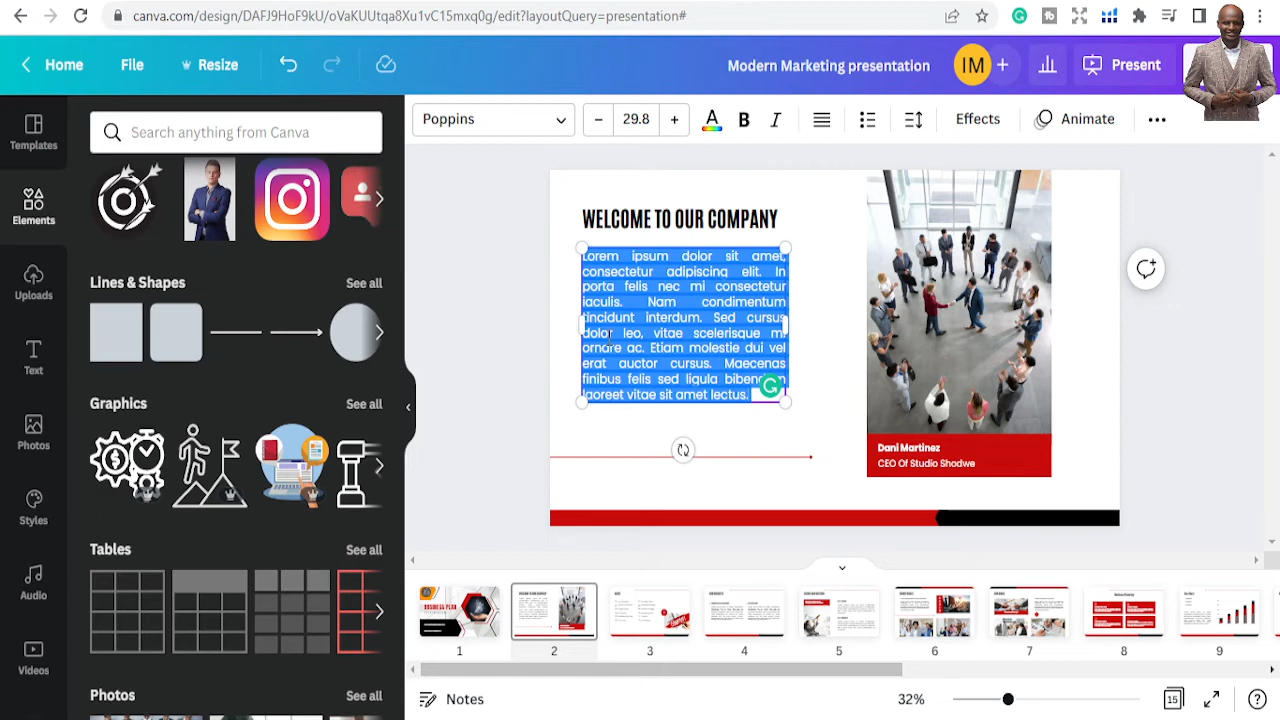 canva.com/design/DAFJ9HoF9kU/oVaKUUtqa8Xu1vC15mxq0g/edit?layoutQuery=presentation#
Home
File
Resize
Modern Marketing presentation
IM
+
Present
Templates
Elements
Uploads
Text
Photos
Styles
Audio
Videos
Search anything from Canva
Lines & Shapes
See all
Graphics
See all
Tables
See all
Photos
See all
Poppins
– 29.8 +
A
B
I
Effects
Animate
WELCOME TO OUR COMPANY
Lorem ipsum dolor sit amet,
consectetur adipiscing elit. In
porta felis nec mi consectetur
iaculis. Nam condimentum
tincidunt interdum. Sed cursus
dolor leo, vitae scelerisque mi
ornare ac. Etiam molestie dui vel
erat auctor cursus. Maecenas
finibus felis sed ligula bibendum
laoreet vitae sit amet lectus.
Dani Martinez
CEO Of Studio Shodwe
BUSINESS PLAN
1
2
3
4
5
6
7
8
9
Notes
32%
15
?